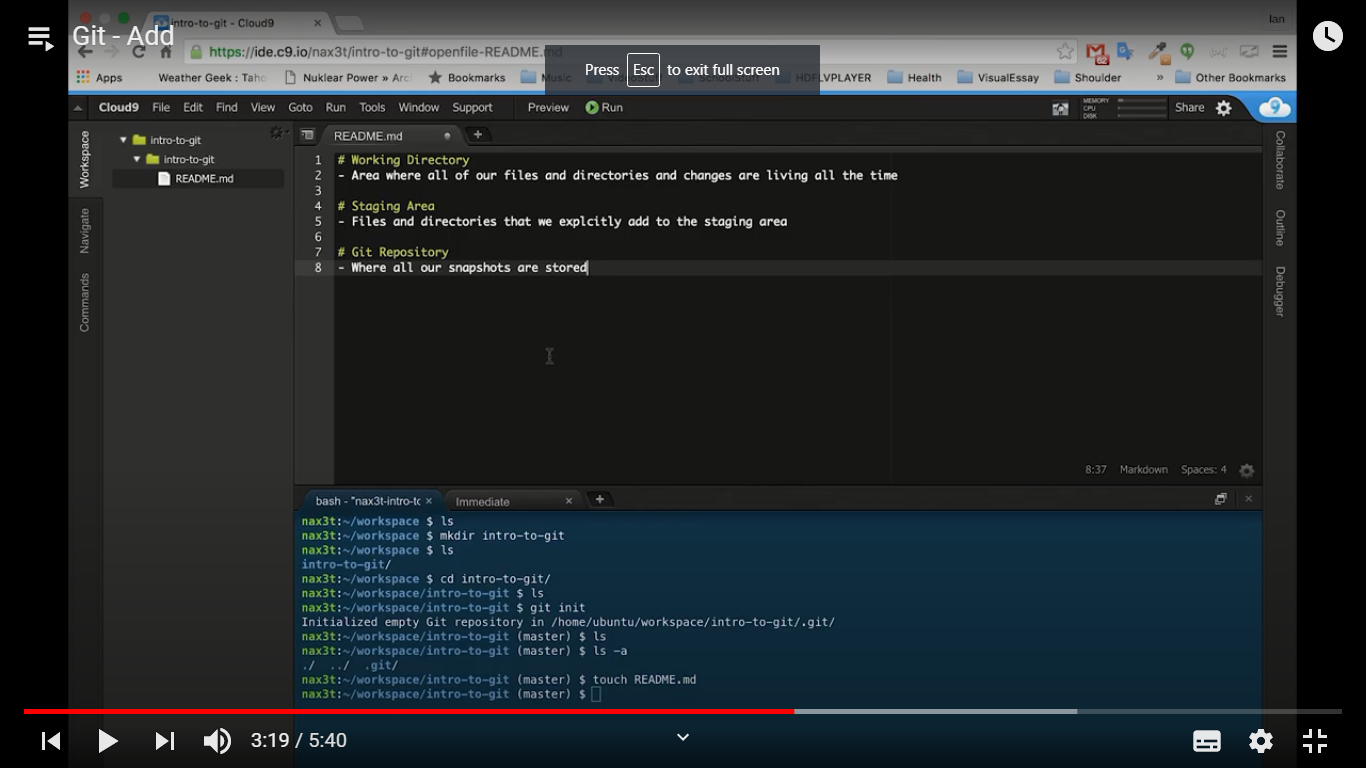 intro-to-git - Cloud9
Ian
Git - Add
https://ide.c9.io/nax3t/intro-to-git#openfile-README.md
Press Esc to exit full screen
62
Apps
Weather Geek : Taho
Nuklear Power » Arc
Bookmarks
Music
HDFLVPLAYER
Health
VisualEssay
Shoulder
»
Other Bookmarks
Cloud9 File Edit Find View Goto Run Tools Window Support Preview Run
MEMORY
CPU
DISK
Share
Workspace
Navigate
Commands
intro-to-git
intro-to-git
README.md
README.md
1 # Working Directory
2 - Area where all of our files and directories and changes are living all the time
3
4 # Staging Area
5 - Files and directories that we explcitly add to the staging area
6
7 # Git Repository
8 - Where all our snapshots are stored
Collaborate
Outline
Debugger
8:37 Markdown Spaces: 4
bash - "nax3t-intro-to
Immediate
nax3t:~/workspace $ ls
nax3t:~/workspace $ mkdir intro-to-git
nax3t:~/workspace $ ls
intro-to-git/
nax3t:~/workspace $ cd intro-to-git/
nax3t:~/workspace/intro-to-git $ ls
nax3t:~/workspace/intro-to-git $ git init
Initialized empty Git repository in /home/ubuntu/workspace/intro-to-git/.git/
nax3t:~/workspace/intro-to-git (master) $ ls
nax3t:~/workspace/intro-to-git (master) $ ls -a
./ ../ .git/
nax3t:~/workspace/intro-to-git (master) $ touch README.md
nax3t:~/workspace/intro-to-git (master) $
3:19 / 5:40